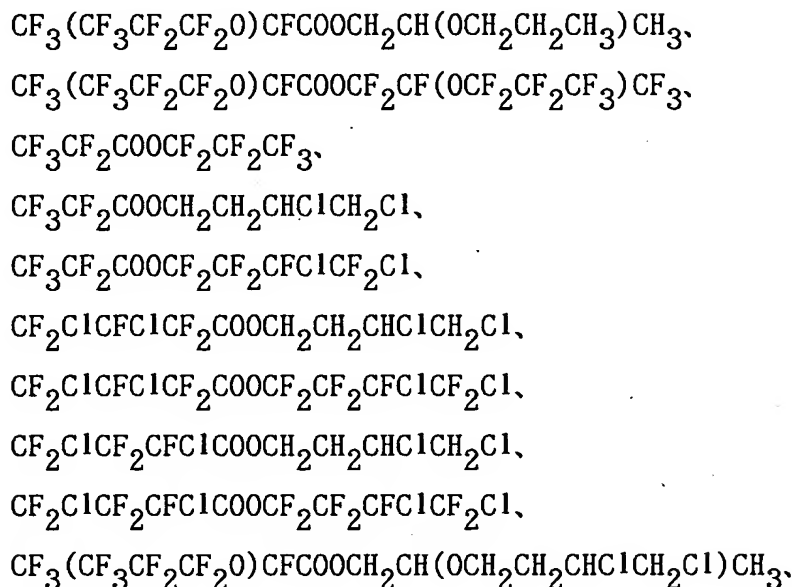 CF₃(CF₃CF₂CF₂O)CFCOOCH₂CH(OCH₂CH₂CH₃)CH₃、
CF₃(CF₃CF₂CF₂O)CFCOOCF₂CF(OCF₂CF₂CF₃)CF₃、
CF₃CF₂COOCF₂CF₂CF₃、
CF₃CF₂COOCH₂CH₂CHClCH₂Cl、
CF₃CF₂COOCF₂CF₂CFClCF₂Cl、
CF₂ClCFClCF₂COOCH₂CH₂CHClCH₂Cl、
CF₂ClCFClCF₂COOCF₂CF₂CFClCF₂Cl、
CF₂ClCF₂CFClCOOCH₂CH₂CHClCH₂Cl、
CF₂ClCF₂CFClCOOCF₂CF₂CFClCF₂Cl、
CF₃(CF₃CF₂CF₂O)CFCOOCH₂CH(OCH₂CH₂CHClCH₂Cl)CH₃、